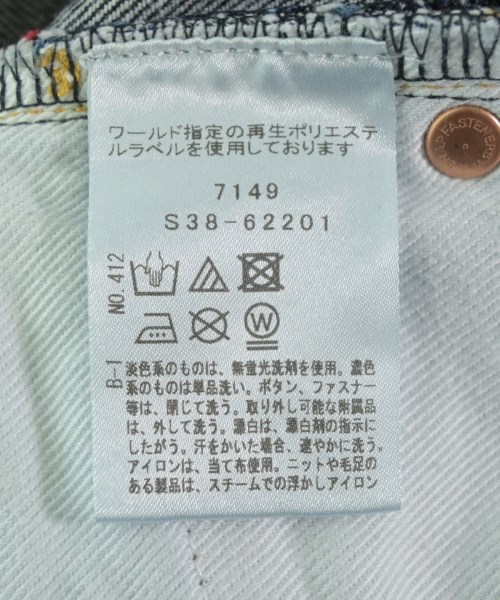 ワールド指定の再生ポリエステ
ルラベルを使用しております
7149
S38-62201
NO.412
W
B-1
淡色系のものは、無蛍光洗剤を使用。濃色
系のものは単品洗い。ボタン、ファスナー
等は、閉じて洗う。取り外し可能な附属品
は、外して洗う。漂白は、漂白剤の指示に
したがう。汗をかいた場合、速やかに洗う。
アイロンは、当て布使用。ニットや毛足の
ある製品は、スチームでの浮かしアイロン
FASTENERS